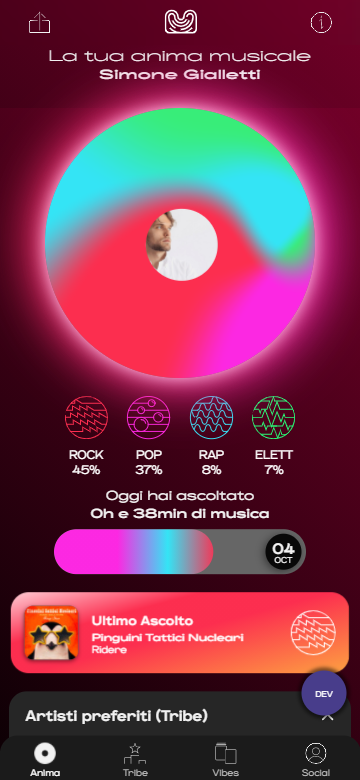 La tua anima musicale
Simone Gialletti
ROCK POP RAP ELETT
45% 37% 8% 7%
Oggi hai ascoltato
0h e 38min di musica
04
OCT
Ultimo Ascolto
Pinguini Tattici Nucleari
Ridere
DEV
Artisti preferiti (Tribe)
Anima Tribe Vibes Social